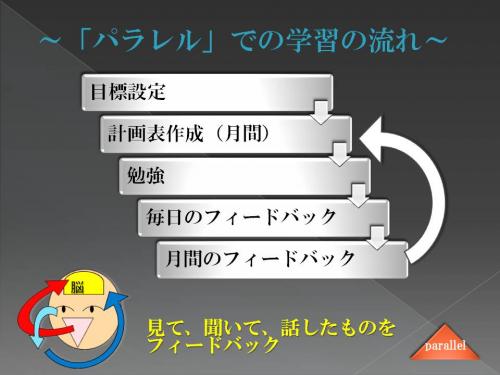 ～「パラレル」での学習の流れ～
目標設定
計画表作成（月間）
勉強
毎日のフィードバック
月間のフィードバック
脳
見て、聞いて、話したものを
フィードバック
parallel